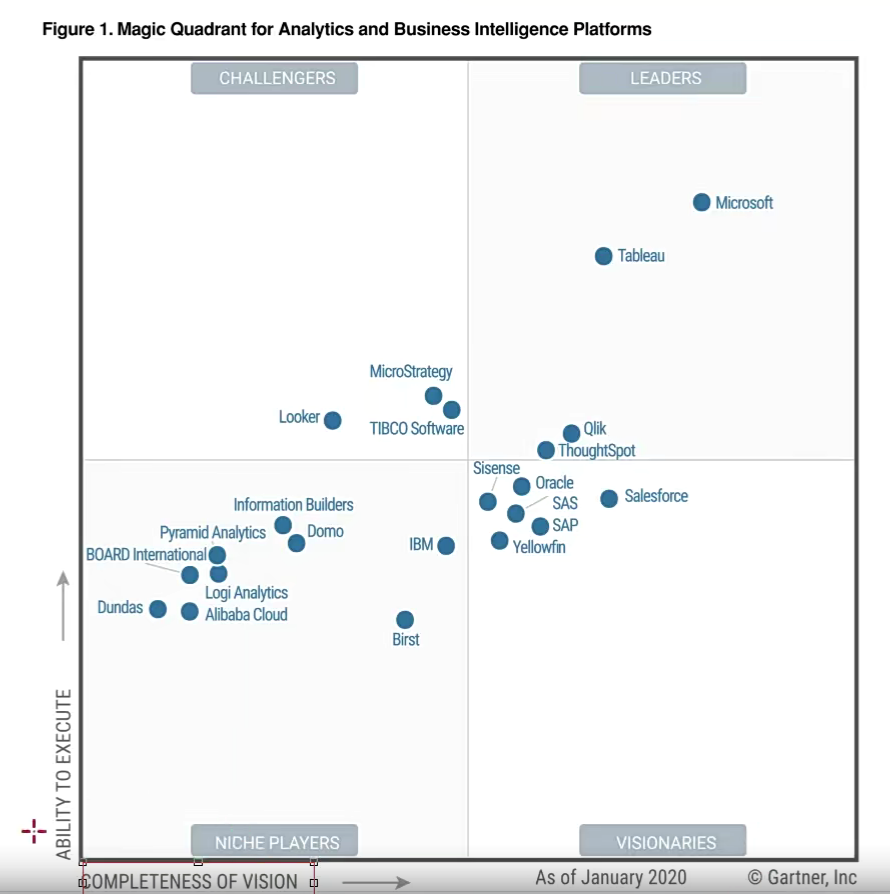 Figure 1. Magic Quadrant for Analytics and Business Intelligence Platforms
CHALLENGERS
LEADERS
Microsoft
Tableau
MicroStrategy
Looker
TIBCO Software
Qlik
ThoughtSpot
Sisense
Oracle
Salesforce
SAS
SAP
Yellowfin
Information Builders
Domo
Pyramid Analytics
BOARD International
IBM
Logi Analytics
Dundas
Alibaba Cloud
Birst
ABILITY TO EXECUTE
NICHE PLAYERS
VISIONARIES
COMPLETENESS OF VISION
As of January 2020
© Gartner, Inc